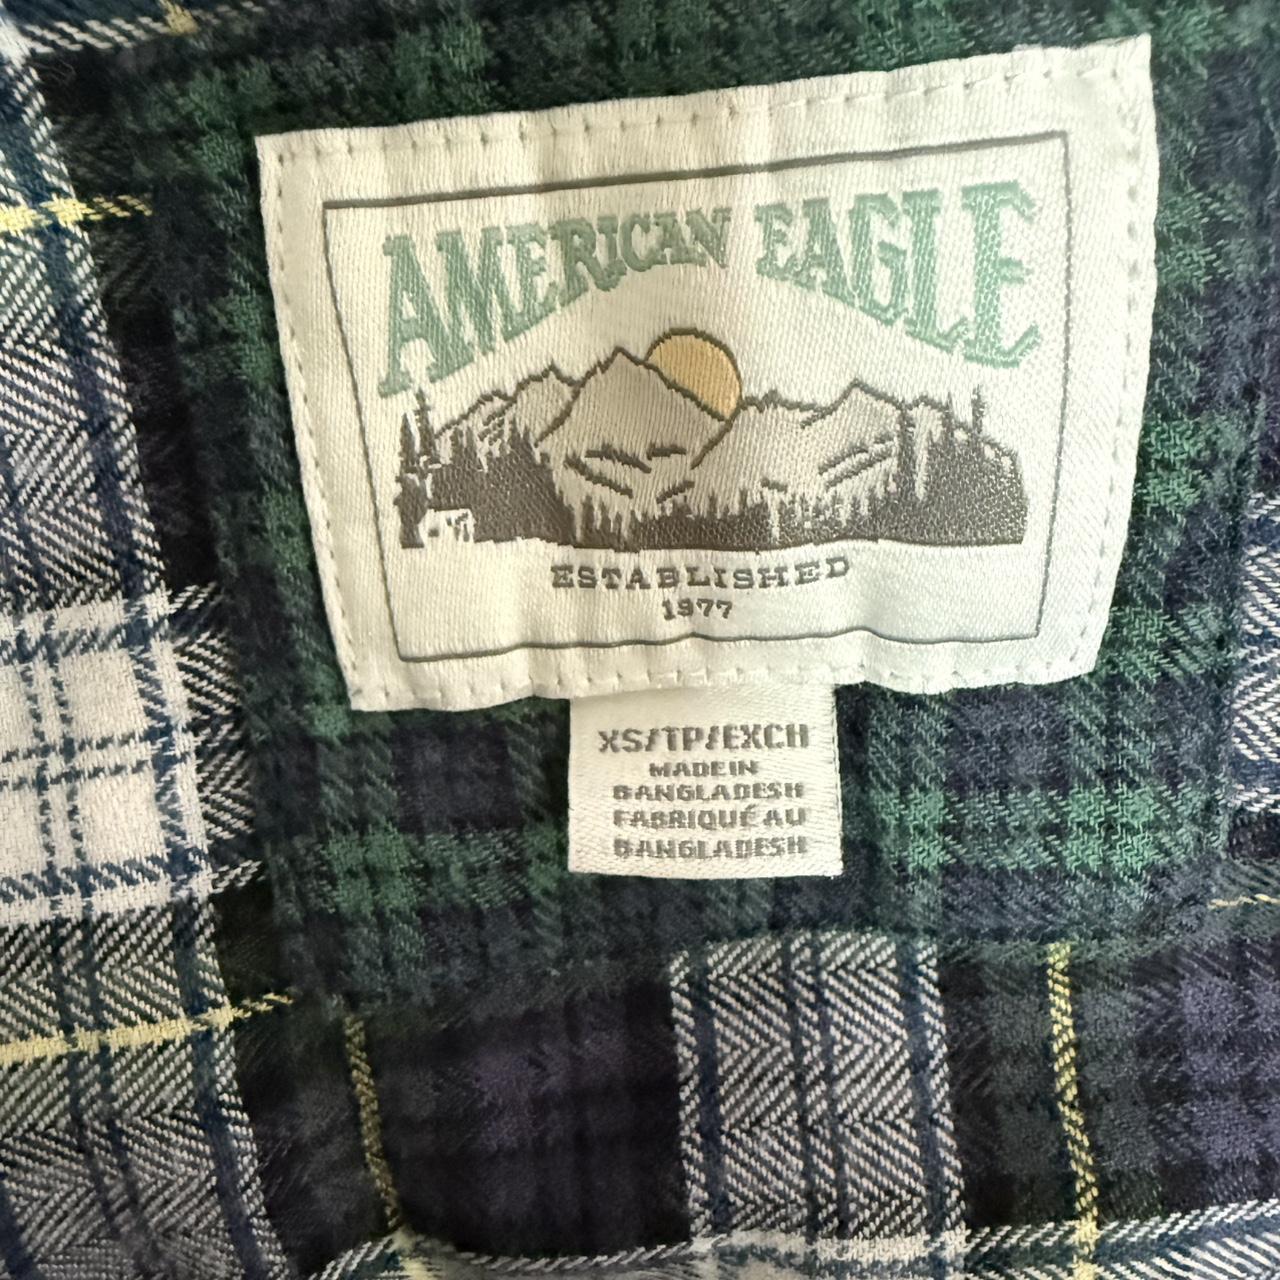 AMERICAN EAGLE
ESTABLISHED
1977
XS/TP/EXCH
MADE IN
BANGLADESH
FABRIQUÉ AU
BANGLADESH